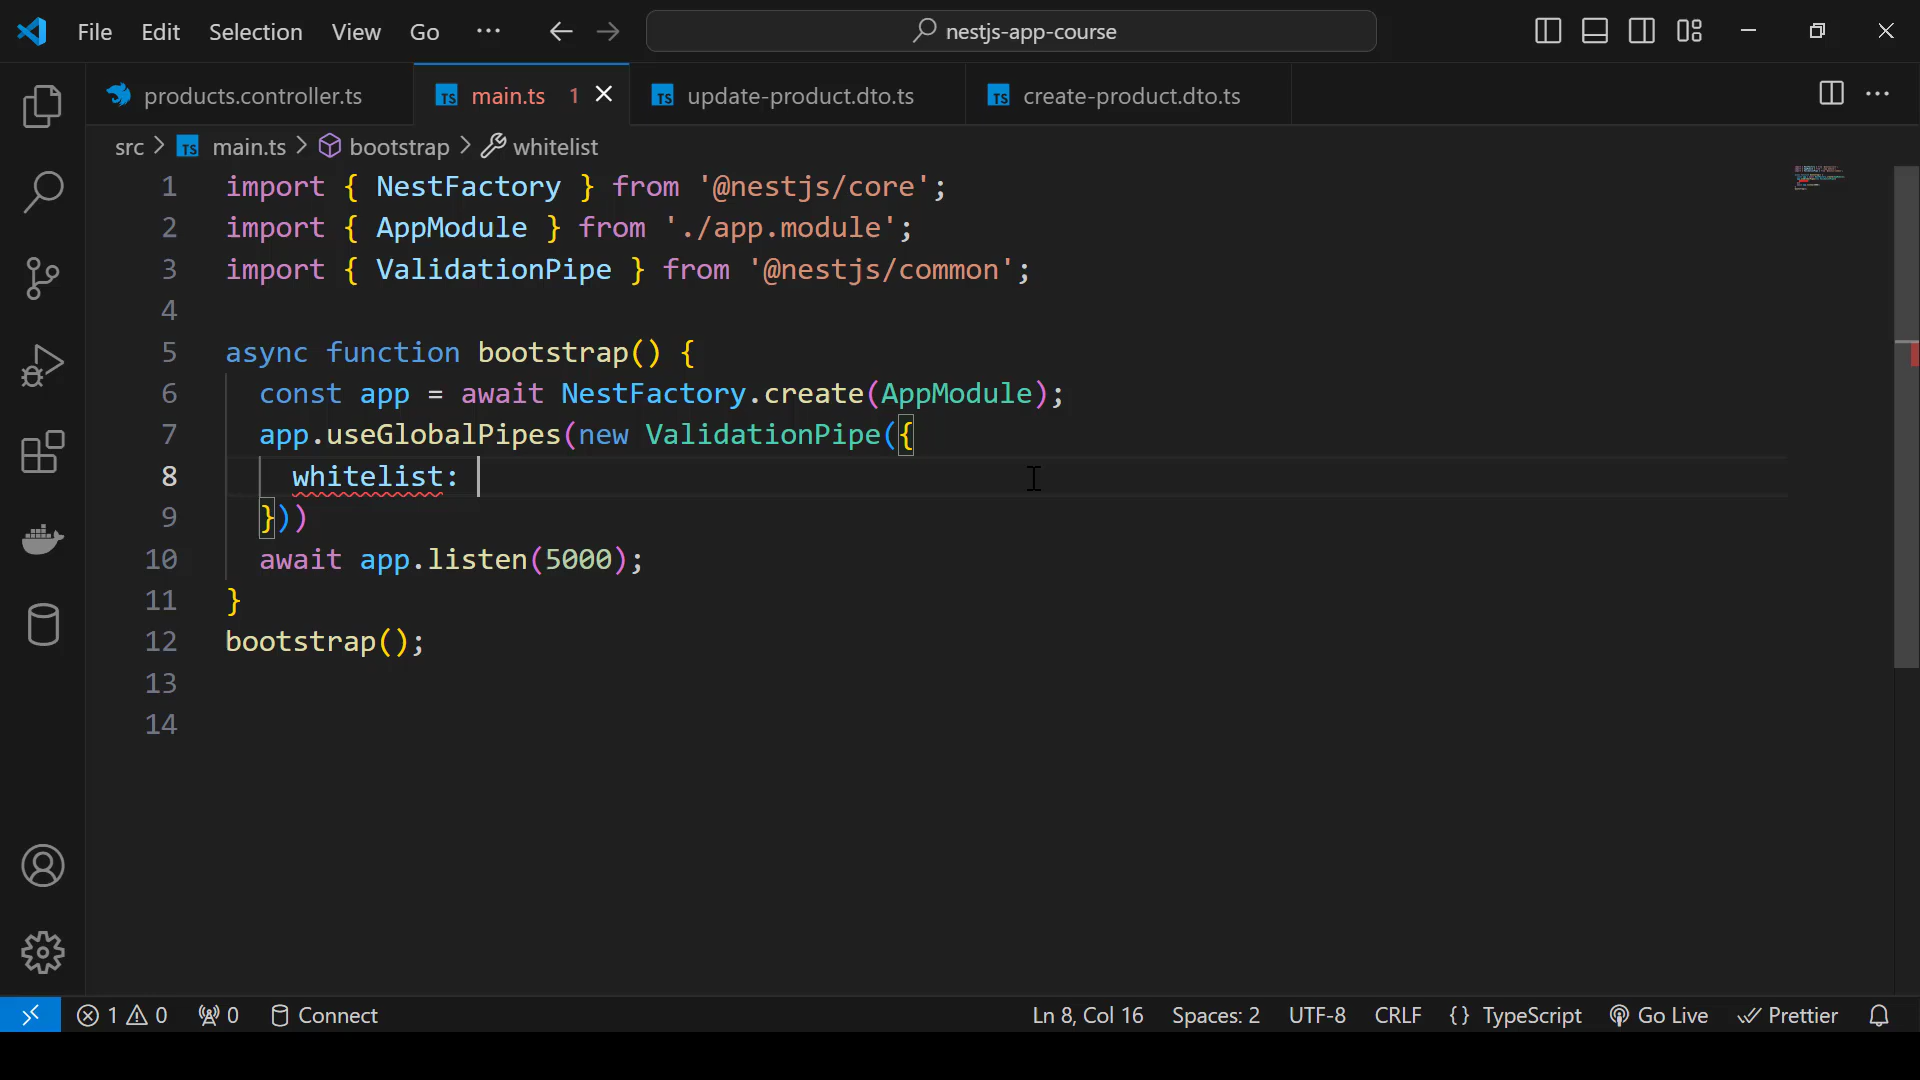 File Edit Selection View Go ··· nestjs-app-course
products.controller.ts TS main.ts 1 TS update-product.dto.ts TS create-product.dto.ts
src > TS main.ts > bootstrap > whitelist
1 import { NestFactory } from '@nestjs/core';
2 import { AppModule } from './app.module';
3 import { ValidationPipe } from '@nestjs/common';
4
5 async function bootstrap() {
6 const app = await NestFactory.create(AppModule);
7 app.useGlobalPipes(new ValidationPipe({
8 whitelist:
9 }))
10 await app.listen(5000);
11 }
12 bootstrap();
13
14
1 0 0 Connect Ln 8, Col 16 Spaces: 2 UTF-8 CRLF {} TypeScript Go Live Prettier